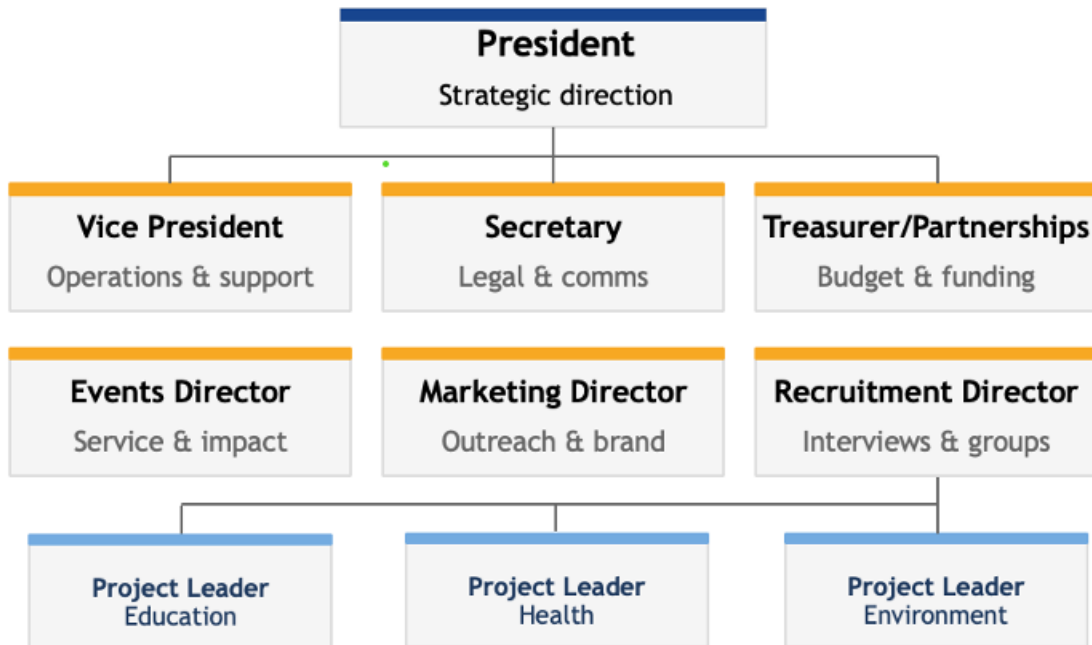 President
Strategic direction
Vice President
Operations & support
Secretary
Legal & comms
Treasurer/Partnerships
Budget & funding
Events Director
Service & impact
Marketing Director
Outreach & brand
Recruitment Director
Interviews & groups
Project Leader
Education
Project Leader
Health
Project Leader
Environment